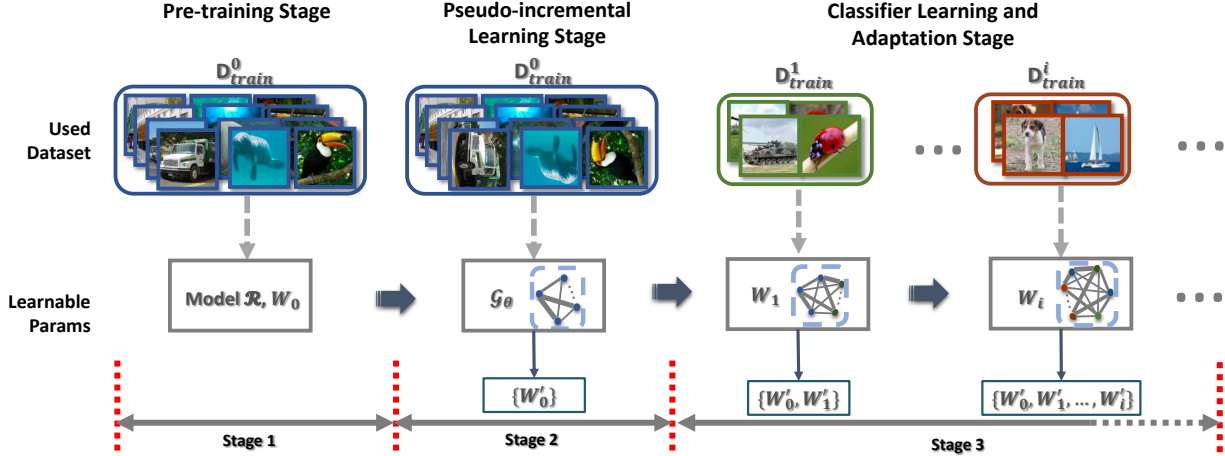 Pre-training Stage
Pseudo-incremental
Learning Stage
Classifier Learning and
Adaptation Stage
D⁰train
D⁰train
D¹train
Dⁱtrain
Used
Dataset
Learnable
Params
Model ℛ, W₀
𝒢θ
W₁
Wᵢ
{W′₀}
{W′₀, W′₁}
{W′₀, W′₁, ..., W′ᵢ}
Stage 1
Stage 2
Stage 3